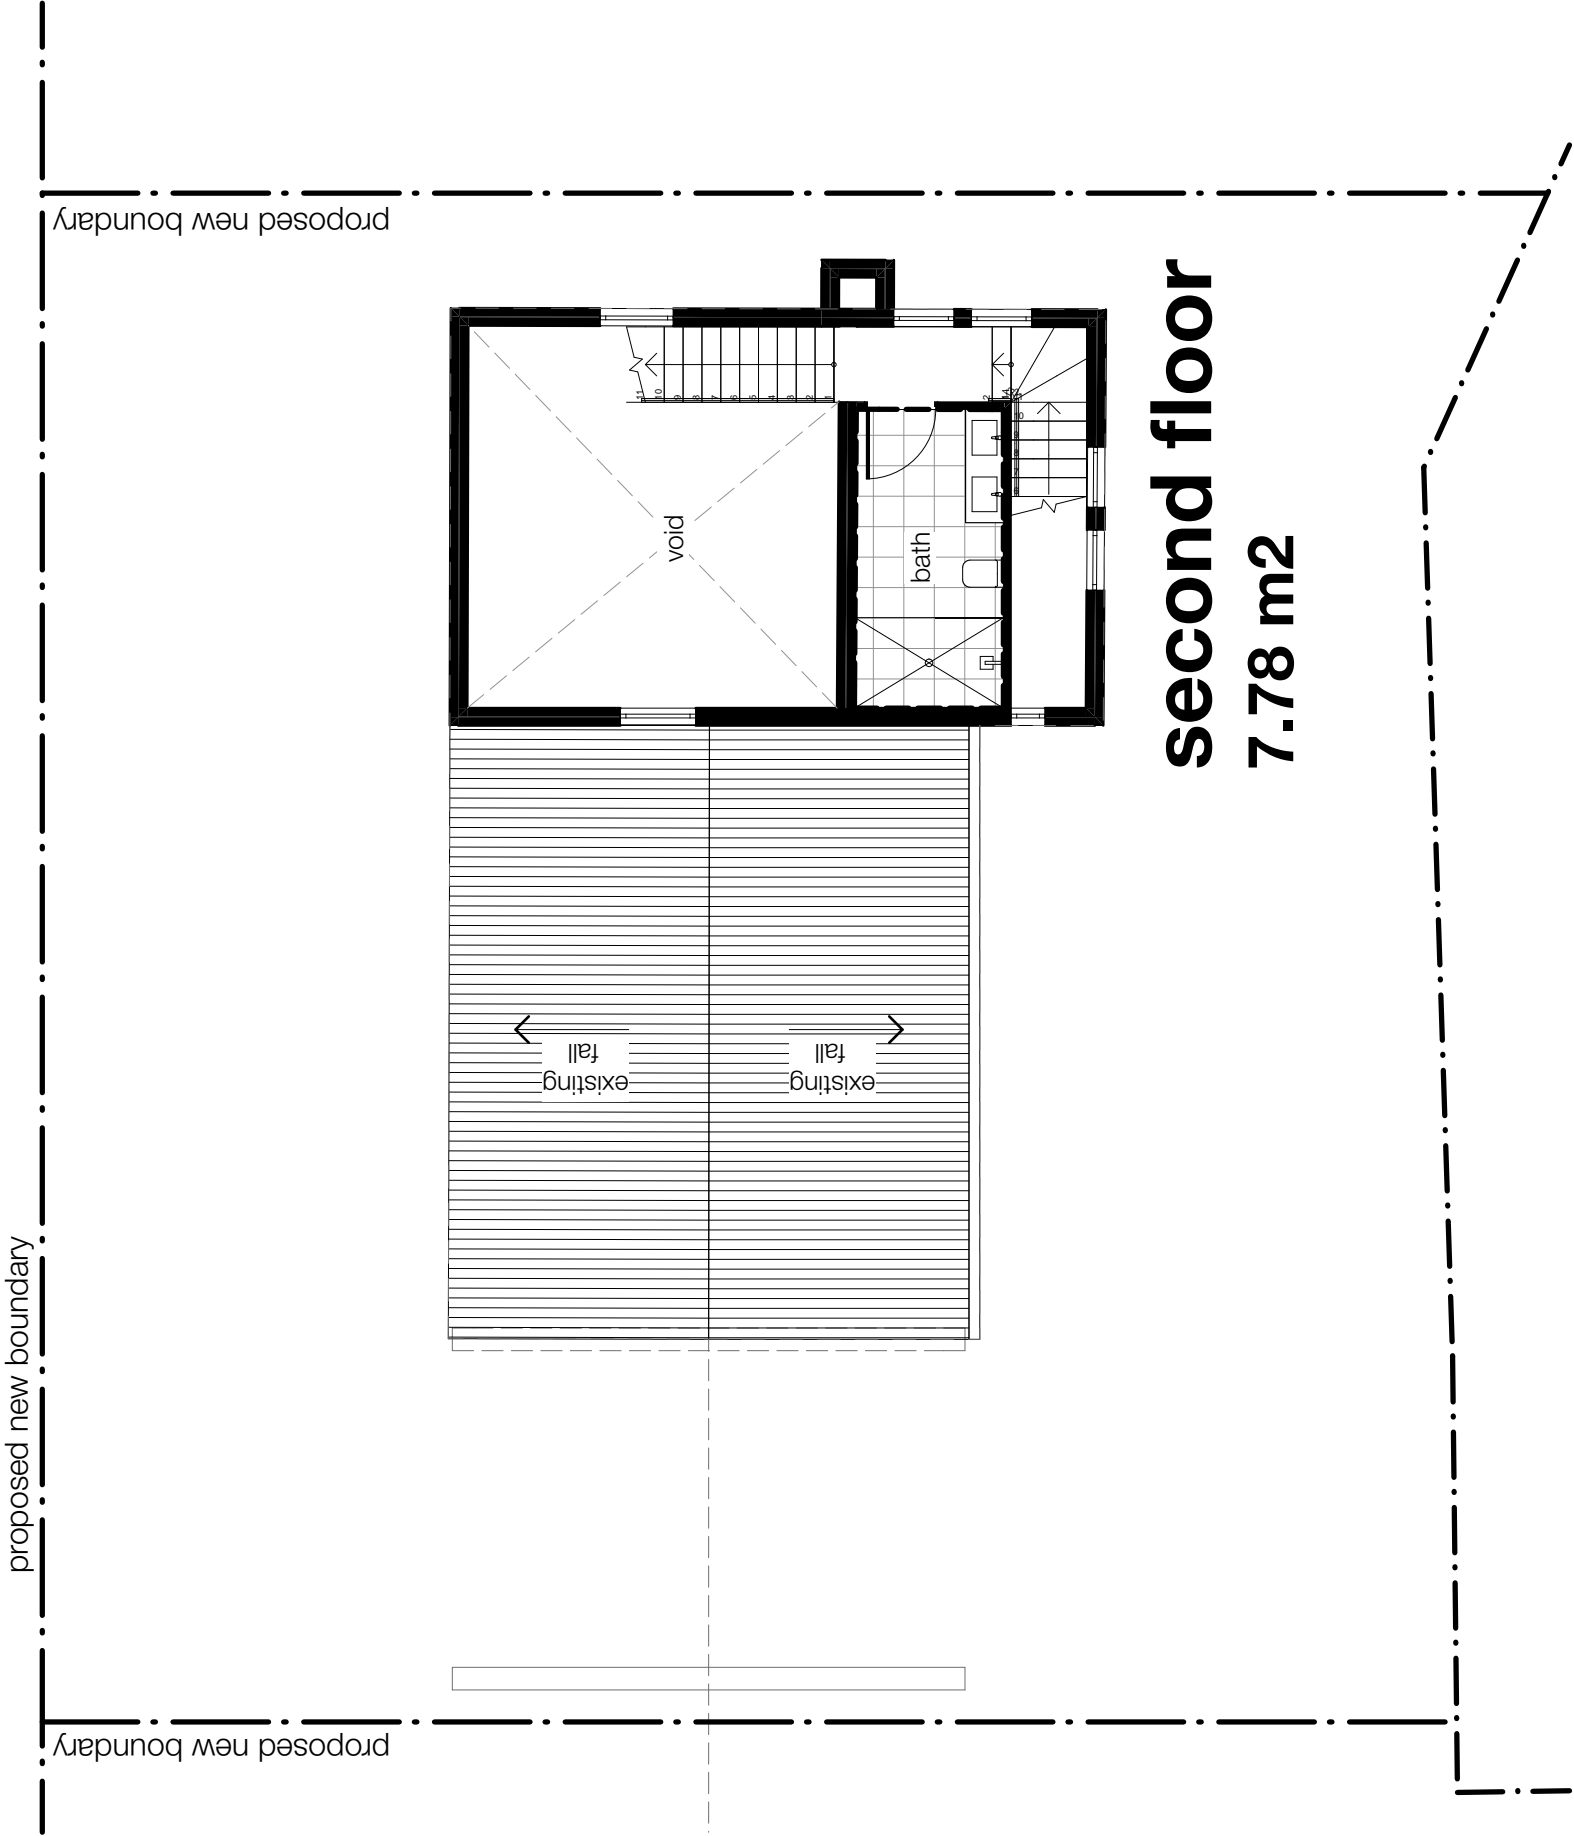 second floor
7.78 m2
void
bath
existing
fall
existing
fall
proposed new boundary
proposed new boundary
proposed new boundary